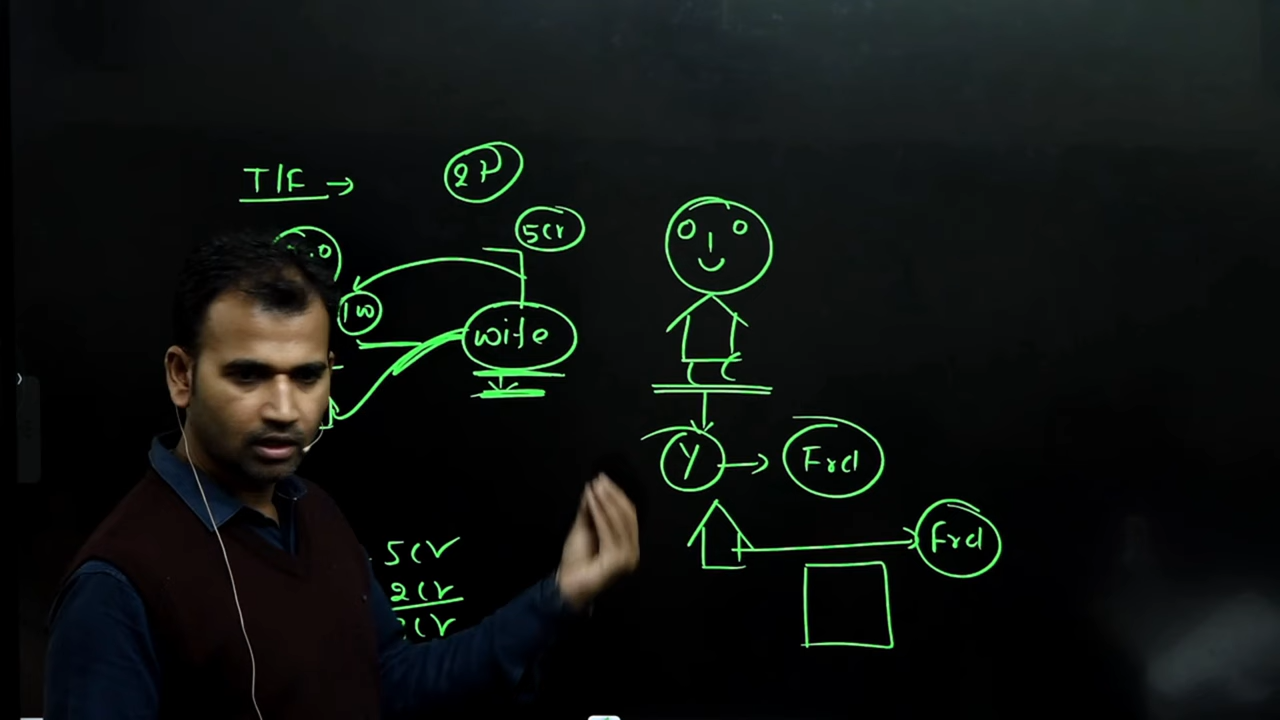 T/F →
2P
5cr
1w
wife
5cr
2cr
Y → Frd
Frd